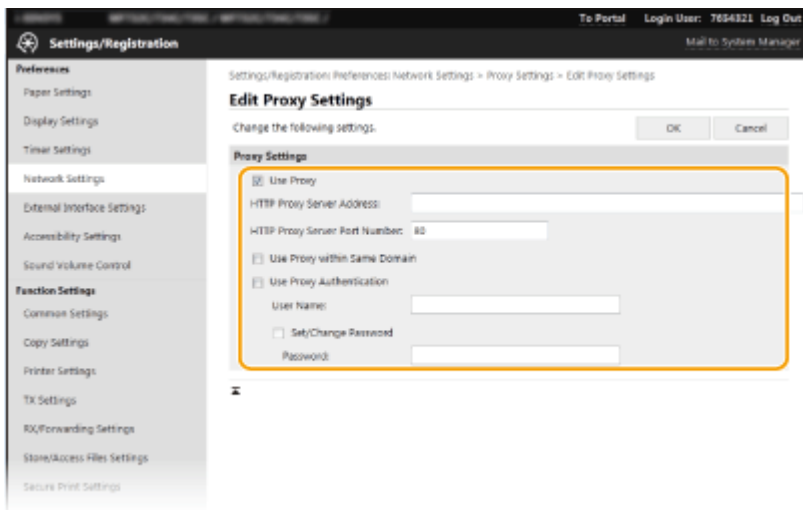 To Portal Login User: 7654321 Log Out
Settings/Registration
Mail to System Manager
Preferences
Paper Settings
Display Settings
Timer Settings
Network Settings
External Interface Settings
Accessibility Settings
Sound Volume Control
Function Settings
Common Settings
Copy Settings
Printer Settings
TX Settings
RX/Forwarding Settings
Store/Access Files Settings
Secure Print Settings
Settings/Registration: Preferences: Network Settings > Proxy Settings > Edit Proxy Settings
Edit Proxy Settings
Change the following settings.
OK
Cancel
Proxy Settings
Use Proxy
HTTP Proxy Server Address:
HTTP Proxy Server Port Number: 80
Use Proxy within Same Domain
Use Proxy Authentication
User Name:
Set/Change Password
Password: